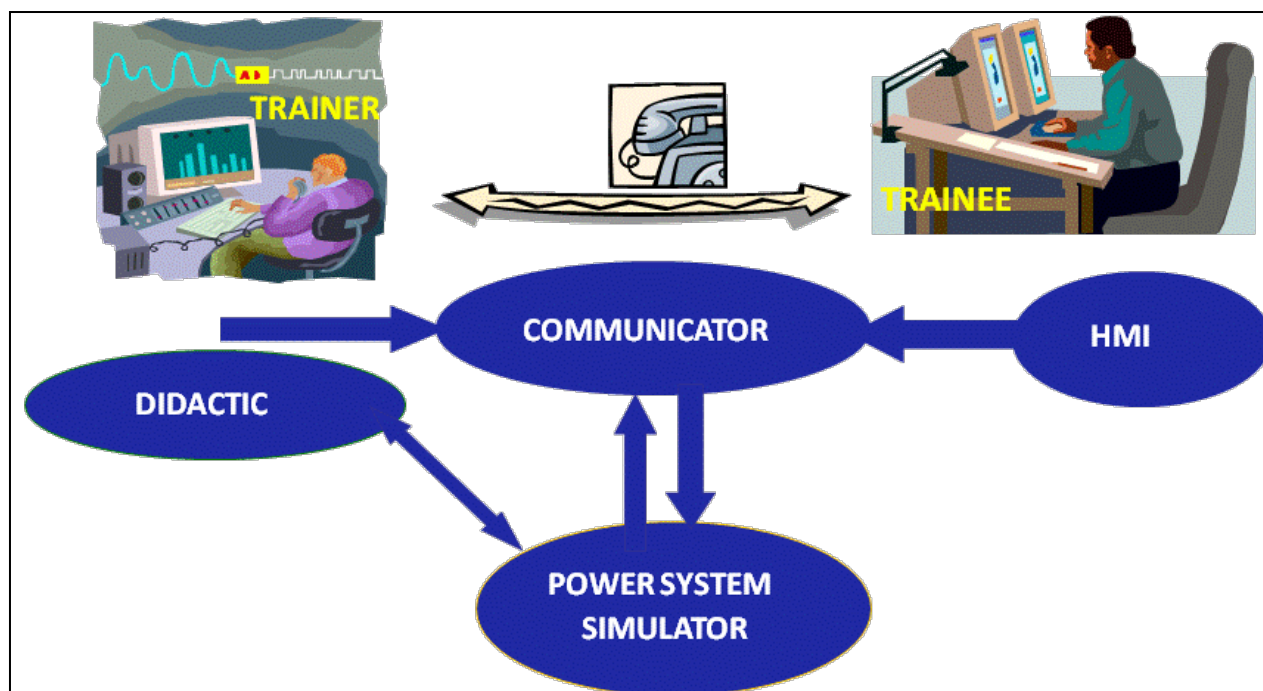 A D
TRAINER
TRAINEE
COMMUNICATOR
HMI
DIDACTIC
POWER SYSTEM
SIMULATOR